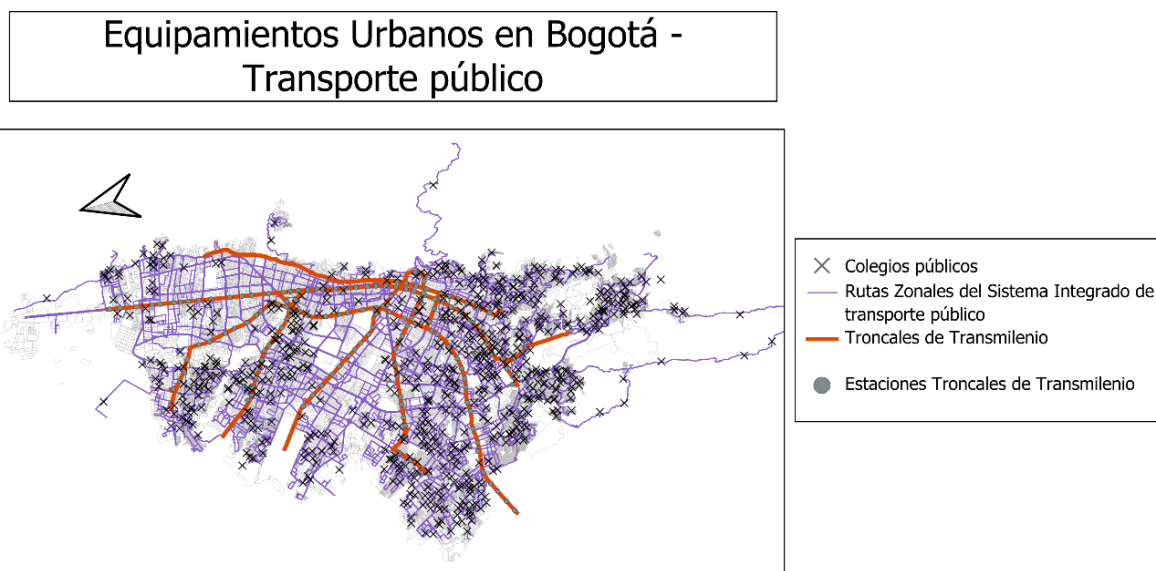 Equipamientos Urbanos en Bogotá -
Transporte público
Colegios públicos
Rutas Zonales del Sistema Integrado de
transporte público
Troncales de Transmilenio
Estaciones Troncales de Transmilenio